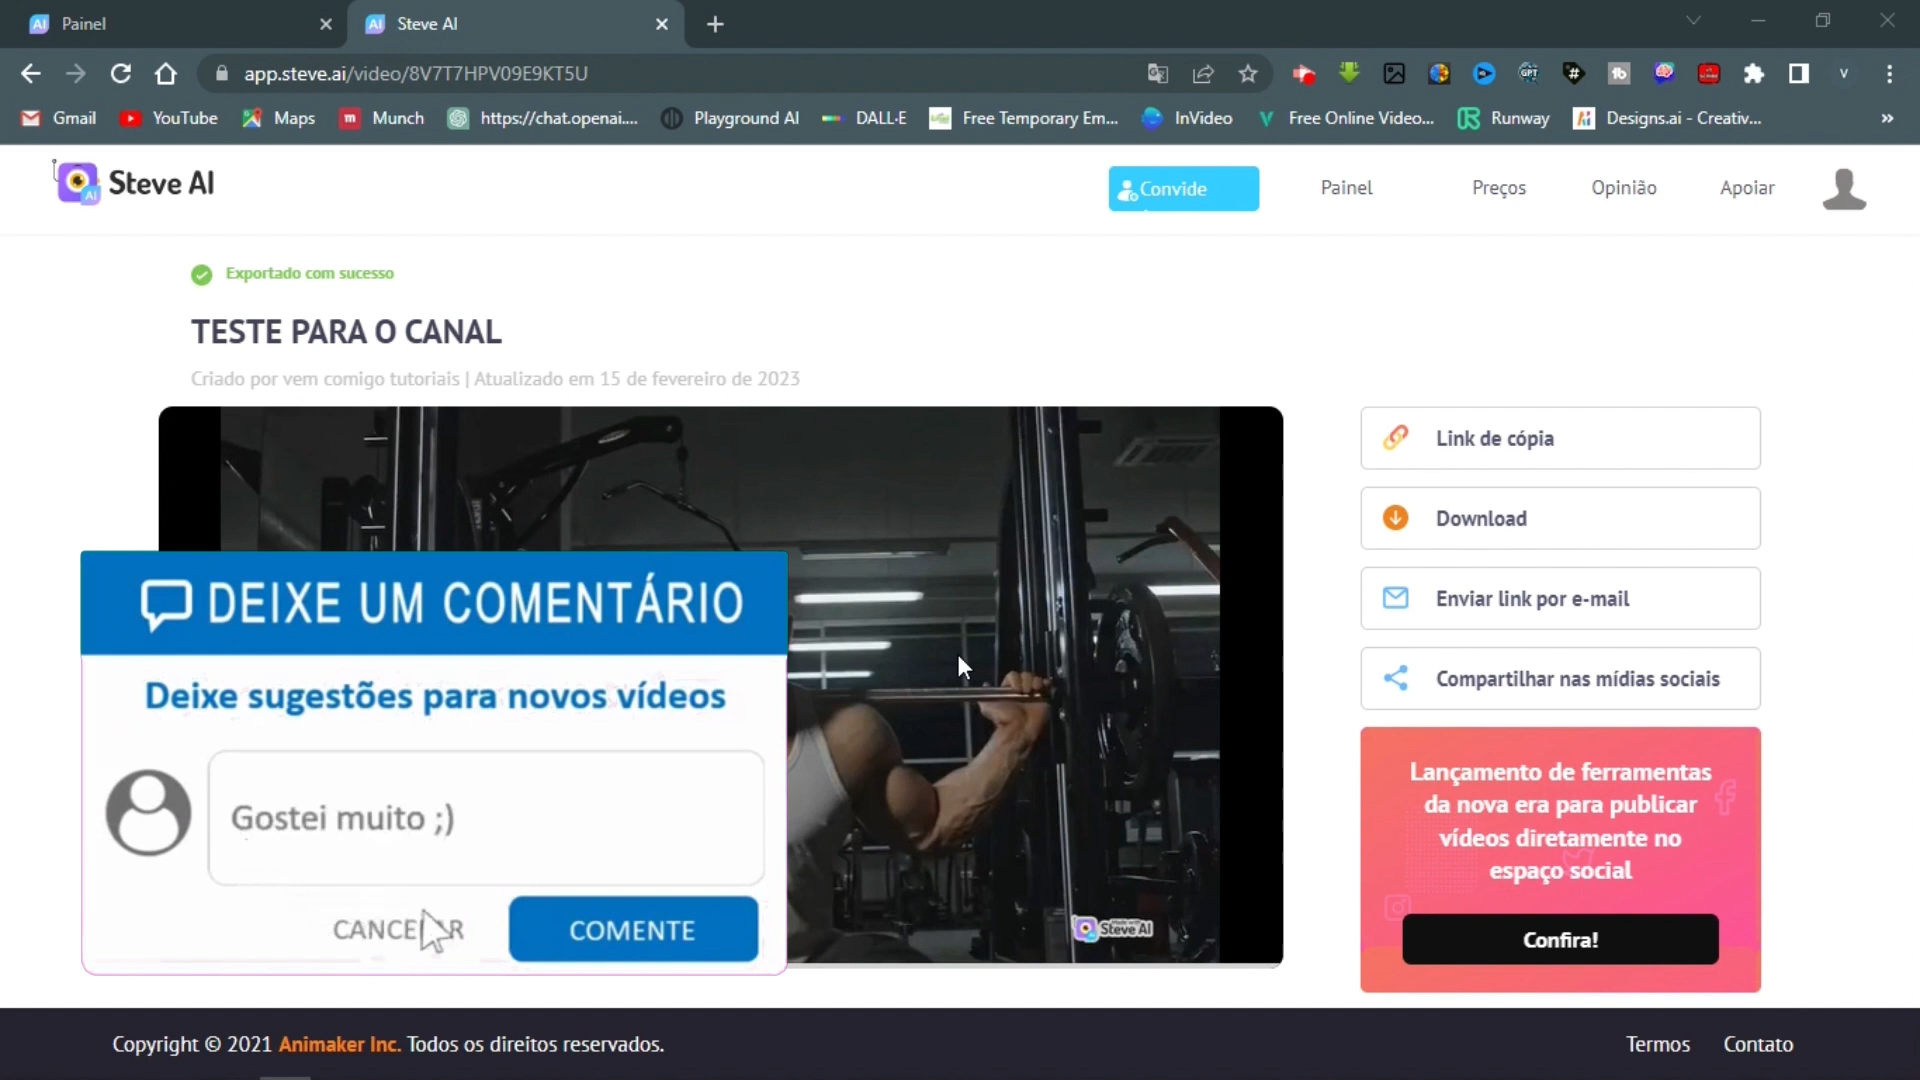 Painel
Steve AI
app.steve.ai/video/8V7T7HPV09E9KT5U
GPT
#
tb
V
Gmail
YouTube
Maps
m
Munch
https://chat.openai....
Playground AI
DALL·E
Free Temporary Em...
InVideo
V
Free Online Video...
Runway
Designs.ai - Creativ...
»
AI
Steve AI
Convide
Painel
Preços
Opinião
Apoiar
Exportado com sucesso
TESTE PARA O CANAL
Criado por vem comigo tutoriais | Atualizado em 15 de fevereiro de 2023
Link de cópia
Download
Enviar link por e-mail
Compartilhar nas mídias sociais
Lançamento de ferramentas
da nova era para publicar
vídeos diretamente no
espaço social
Confira!
DEIXE UM COMENTÁRIO
Deixe sugestões para novos vídeos
Gostei muito ;)
CANCELAR
COMENTE
Steve AI
Copyright © 2021 Animaker Inc. Todos os direitos reservados.
Termos
Contato